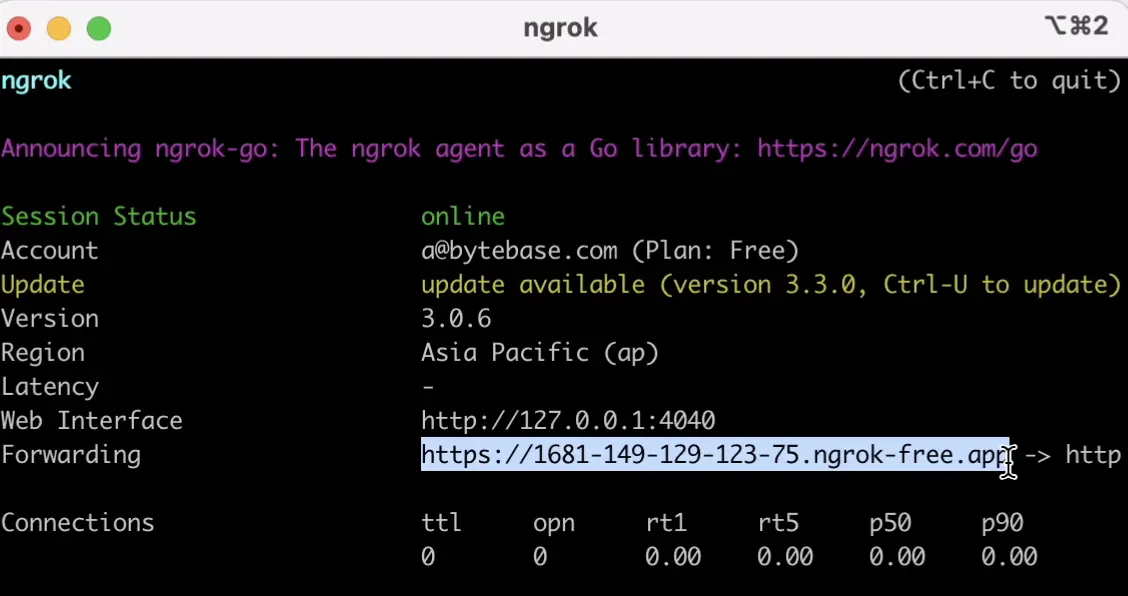 ngrok ⌥⌘2
ngrok (Ctrl+C to quit)
Announcing ngrok-go: The ngrok agent as a Go library: https://ngrok.com/go
Session Status online
Account a@bytebase.com (Plan: Free)
Update update available (version 3.3.0, Ctrl-U to update)
Version 3.0.6
Region Asia Pacific (ap)
Latency -
Web Interface http://127.0.0.1:4040
Forwarding https://1681-149-129-123-75.ngrok-free.app -> http
Connections ttl opn rt1 rt5 p50 p90
0 0 0.00 0.00 0.00 0.00